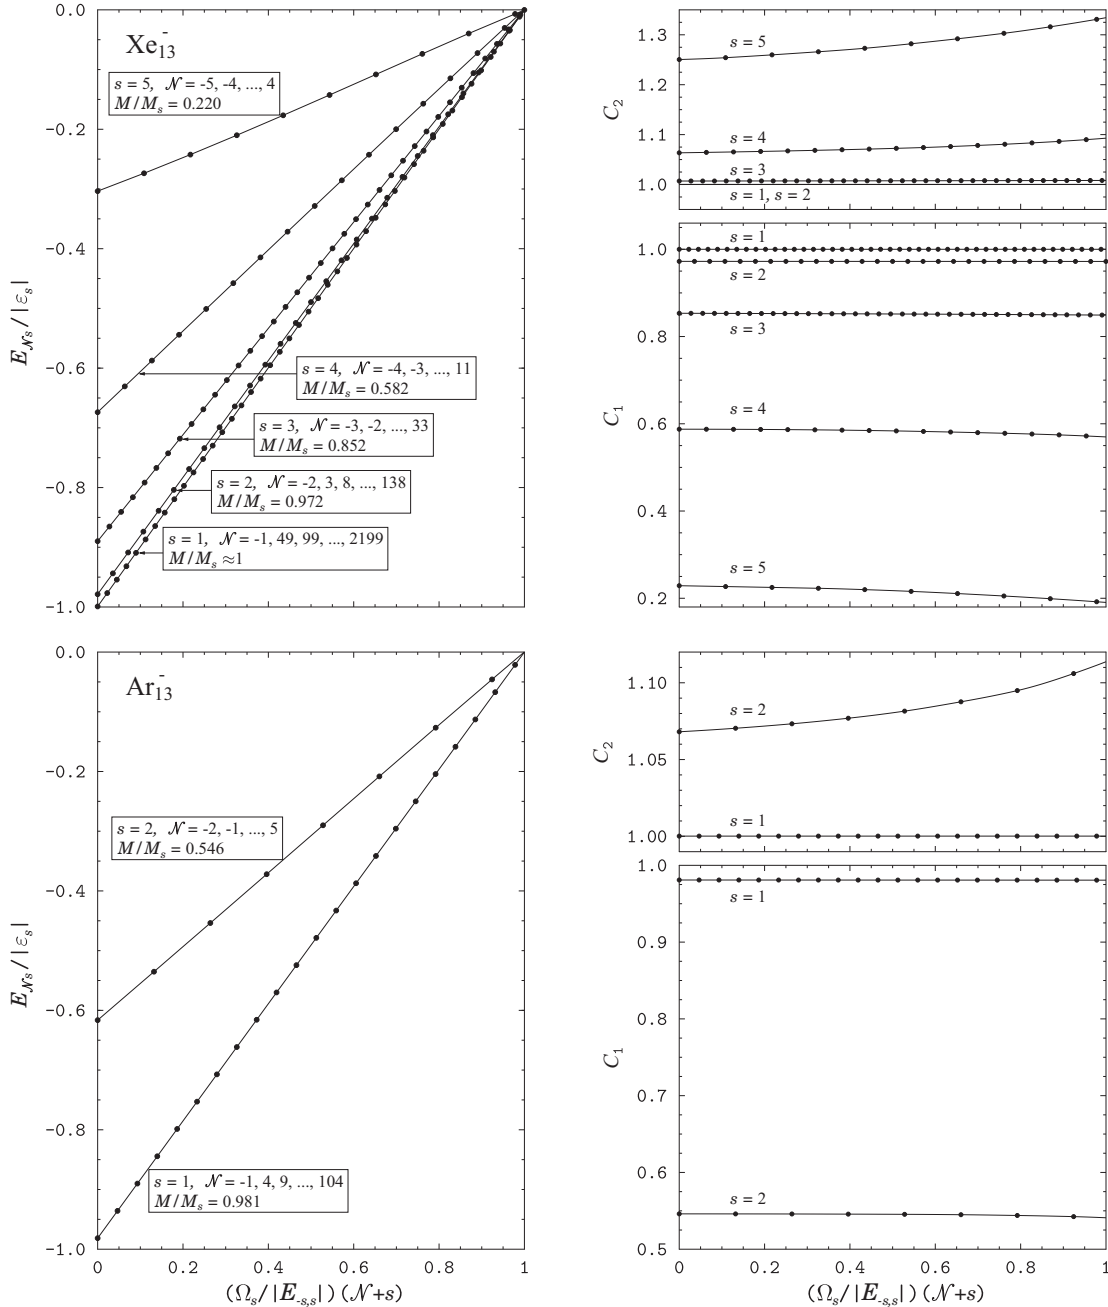 Xe₁₃⁻
s = 5, 𝒩 = -5, -4, ..., 4
M/Mₛ = 0.220
s = 4, 𝒩 = -4, -3, ..., 11
M/Mₛ = 0.582
s = 3, 𝒩 = -3, -2, ..., 33
M/Mₛ = 0.852
s = 2, 𝒩 = -2, 3, 8, ..., 138
M/Mₛ = 0.972
s = 1, 𝒩 = -1, 49, 99, ..., 2199
M/Mₛ ≈1
E𝒩s/|εₛ|
0.0
-0.2
-0.4
-0.6
-0.8
-1.0
C₂
1.3
1.2
1.1
1.0
s = 5
s = 4
s = 3
s = 1, s = 2
C₁
1.0
0.8
0.6
0.4
0.2
s = 1
s = 2
s = 3
s = 4
s = 5
Ar₁₃⁻
s = 2, 𝒩 = -2, -1, ..., 5
M/Mₛ = 0.546
s = 1, 𝒩 = -1, 4, 9, ..., 104
M/Mₛ = 0.981
E𝒩s/|εₛ|
0.0
-0.2
-0.4
-0.6
-0.8
-1.0
0 0.2 0.4 0.6 0.8 1
(Ωₛ/|E₋ₛ,ₛ|)(𝒩+s)
C₂
1.10
1.05
1.00
s = 2
s = 1
C₁
1.0
0.9
0.8
0.7
0.6
0.5
s = 1
s = 2
0 0.2 0.4 0.6 0.8 1
(Ωₛ/|E₋ₛ,ₛ|)(𝒩+s)